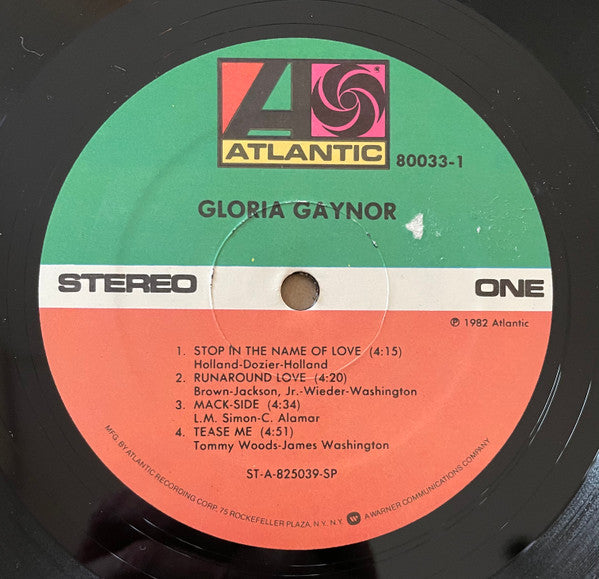 ATLANTIC
80033-1
GLORIA GAYNOR
STEREO
ONE
℗ 1982 Atlantic
1. STOP IN THE NAME OF LOVE (4:15)
Holland-Dozier-Holland
2. RUNAROUND LOVE (4:20)
Brown-Jackson, Jr.-Wieder-Washington
3. MACK-SIDE (4:34)
L.M. Simon-C. Alamar
4. TEASE ME (4:51)
Tommy Woods-James Washington
ST-A-825039-SP
MFG. BY ATLANTIC RECORDING CORP. 75 ROCKEFELLER PLAZA, N.Y. N.Y. A WARNER COMMUNICATIONS COMPANY